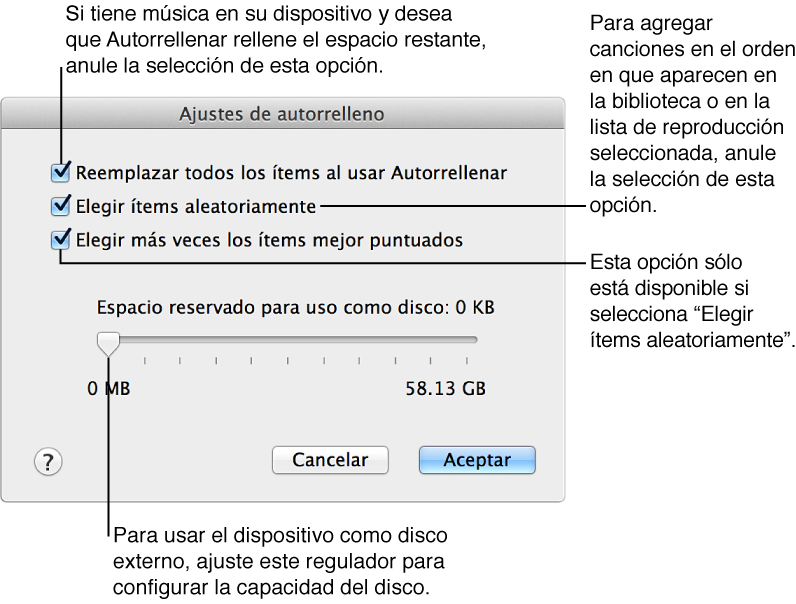 Si tiene música en su dispositivo y desea
que Autorrellenar rellene el espacio restante,
anule la selección de esta opción.
Para agregar
canciones en el orden
en que aparecen en
la biblioteca o en la
lista de reproducción
seleccionada, anule
la selección de esta
opción.
Ajustes de autorrelleno
Reemplazar todos los ítems al usar Autorrellenar
Elegir ítems aleatoriamente
Elegir más veces los ítems mejor puntuados
Esta opción sólo
está disponible si
selecciona “Elegir
ítems aleatoriamente”.
Espacio reservado para uso como disco: 0 KB
0 MB
58.13 GB
?
Cancelar
Aceptar
Para usar el dispositivo como disco
externo, ajuste este regulador para
configurar la capacidad del disco.